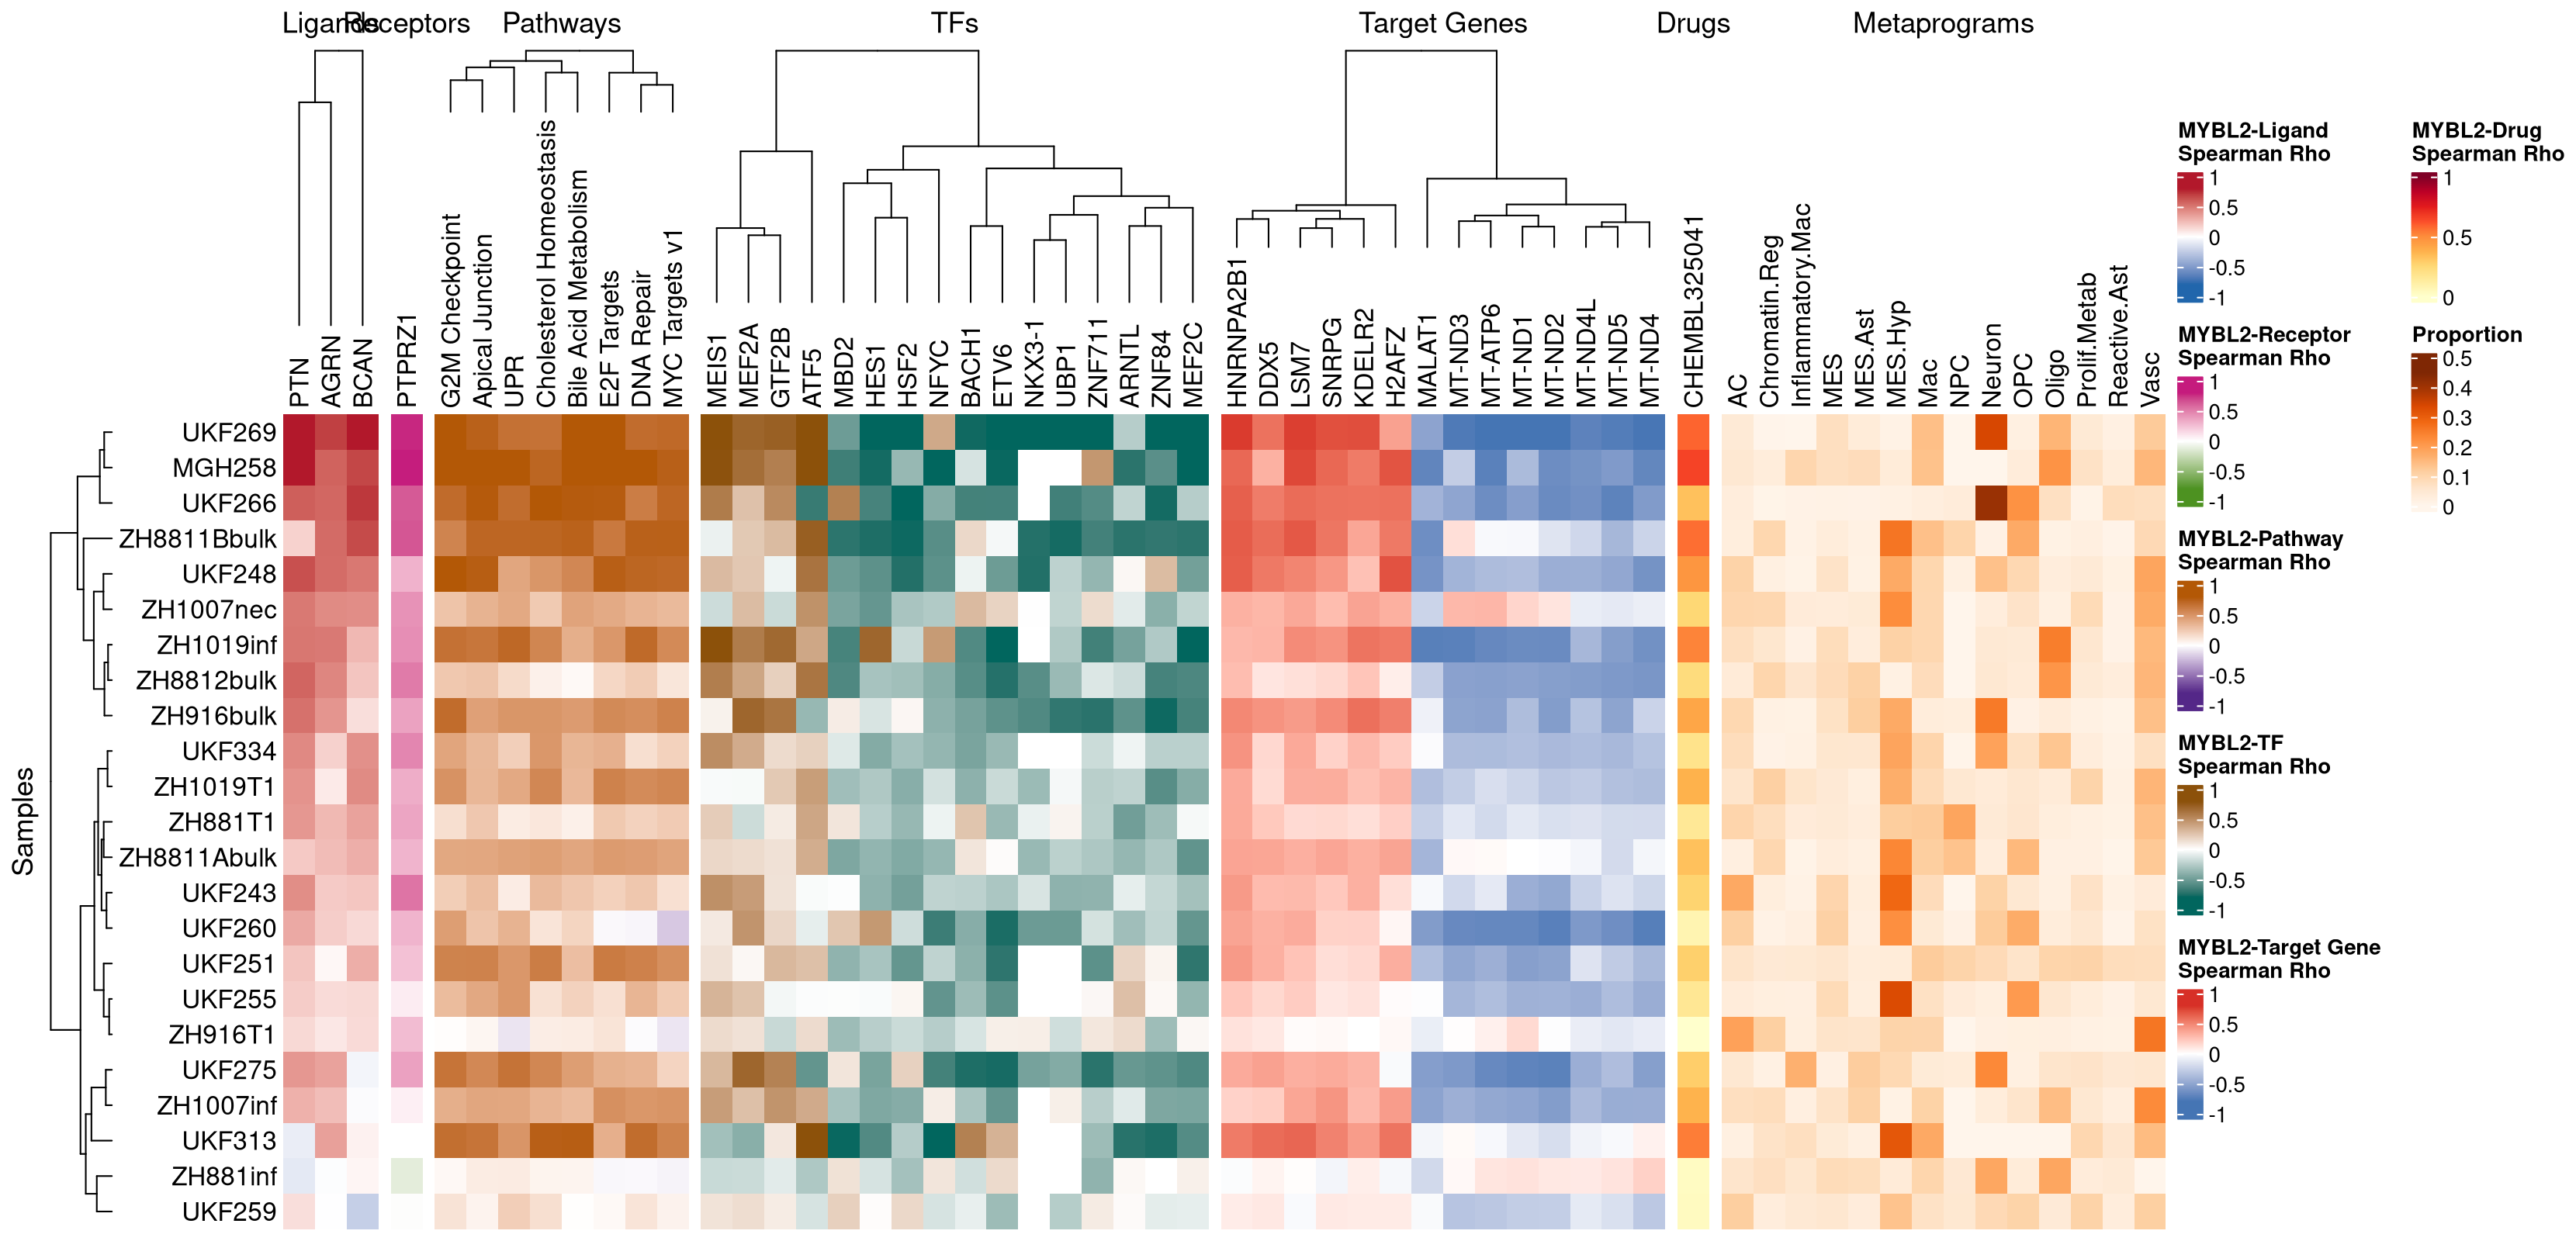 Ligands
Receptors
Pathways
TFs
Target Genes
Drugs
Metaprograms
PTN
AGRN
BCAN
PTPRZ1
G2M Checkpoint
Apical Junction
UPR
Cholesterol Homeostasis
Bile Acid Metabolism
E2F Targets
DNA Repair
MYC Targets v1
MEIS1
MEF2A
GTF2B
ATF5
MBD2
HES1
HSF2
NFYC
BACH1
ETV6
NKX3-1
UBP1
ZNF711
ARNTL
ZNF84
MEF2C
HNRNPA2B1
DDX5
LSM7
SNRPG
KDELR2
H2AFZ
MALAT1
MT-ND3
MT-ATP6
MT-ND1
MT-ND2
MT-ND4L
MT-ND5
MT-ND4
CHEMBL325041
AC
Chromatin.Reg
Inflammatory.Mac
MES
MES.Ast
MES.Hyp
Mac
NPC
Neuron
OPC
Oligo
Prolif.Metab
Reactive.Ast
Vasc
Samples
UKF269
MGH258
UKF266
ZH8811Bbulk
UKF248
ZH1007nec
ZH1019inf
ZH8812bulk
ZH916bulk
UKF334
ZH1019T1
ZH881T1
ZH8811Abulk
UKF243
UKF260
UKF251
UKF255
ZH916T1
UKF275
ZH1007inf
UKF313
ZH881inf
UKF259
MYBL2-Ligand
Spearman Rho
1
0.5
0
-0.5
-1
MYBL2-Receptor
Spearman Rho
1
0.5
0
-0.5
-1
MYBL2-Pathway
Spearman Rho
1
0.5
0
-0.5
-1
MYBL2-TF
Spearman Rho
1
0.5
0
-0.5
-1
MYBL2-Target Gene
Spearman Rho
1
0.5
0
-0.5
-1
MYBL2-Drug
Spearman Rho
1
0.5
0
Proportion
0.5
0.4
0.3
0.2
0.1
0